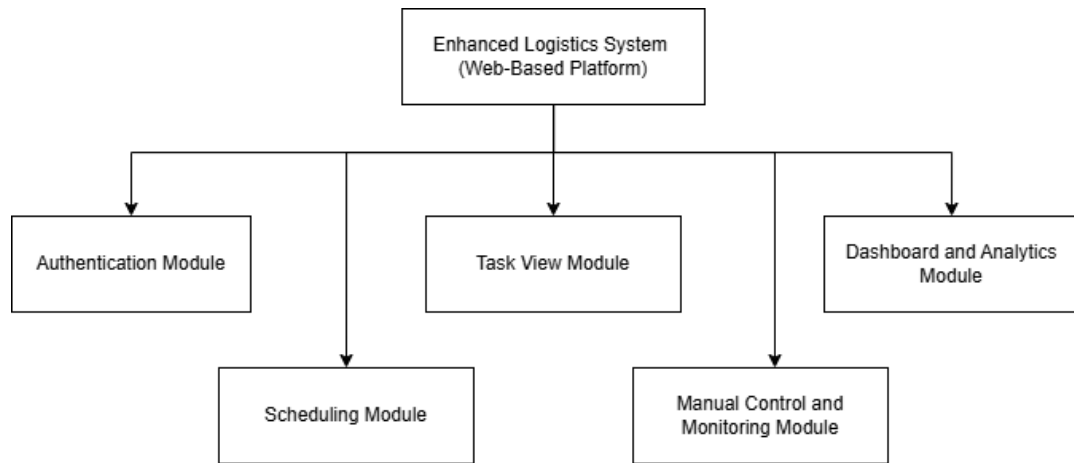 Enhanced Logistics System
(Web-Based Platform)
Authentication Module
Task View Module
Dashboard and Analytics
Module
Scheduling Module
Manual Control and
Monitoring Module